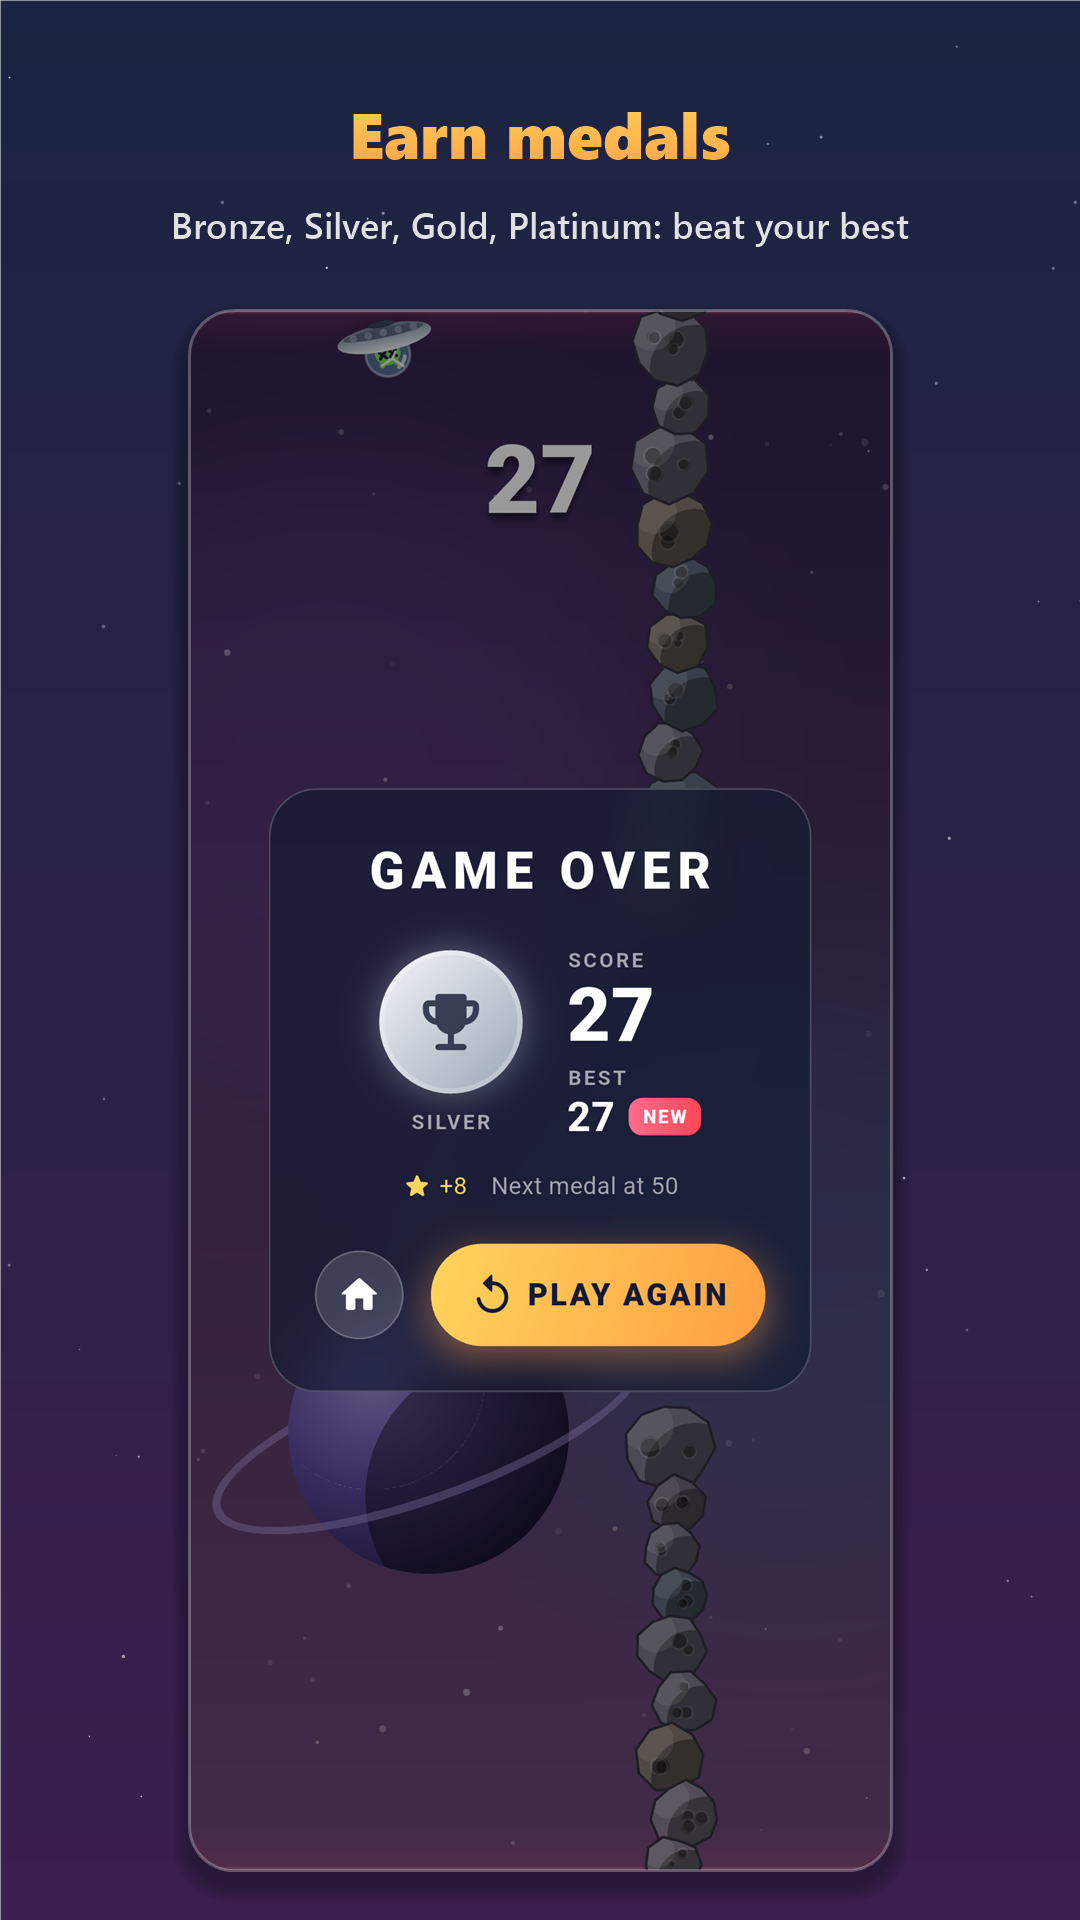 Earn medals
Bronze, Silver, Gold, Platinum: beat your best
27
GAME OVER
SCORE
27
BEST
27 NEW
SILVER
+8 Next medal at 50
PLAY AGAIN